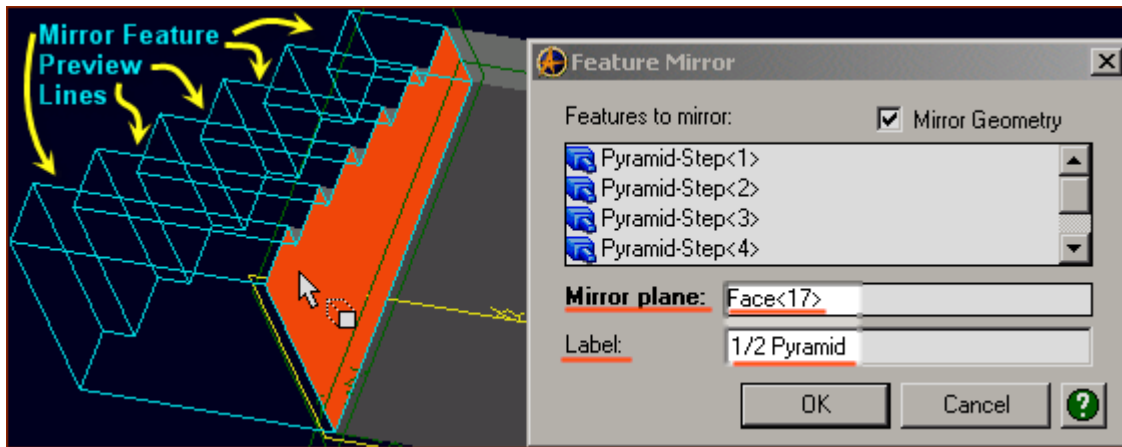 Mirror Feature
Preview
Lines
Feature Mirror
Features to mirror:
Mirror Geometry
Pyramid-Step<1>
Pyramid-Step<2>
Pyramid-Step<3>
Pyramid-Step<4>
Mirror plane: Face<17>
Label: 1/2 Pyramid
OK Cancel ?